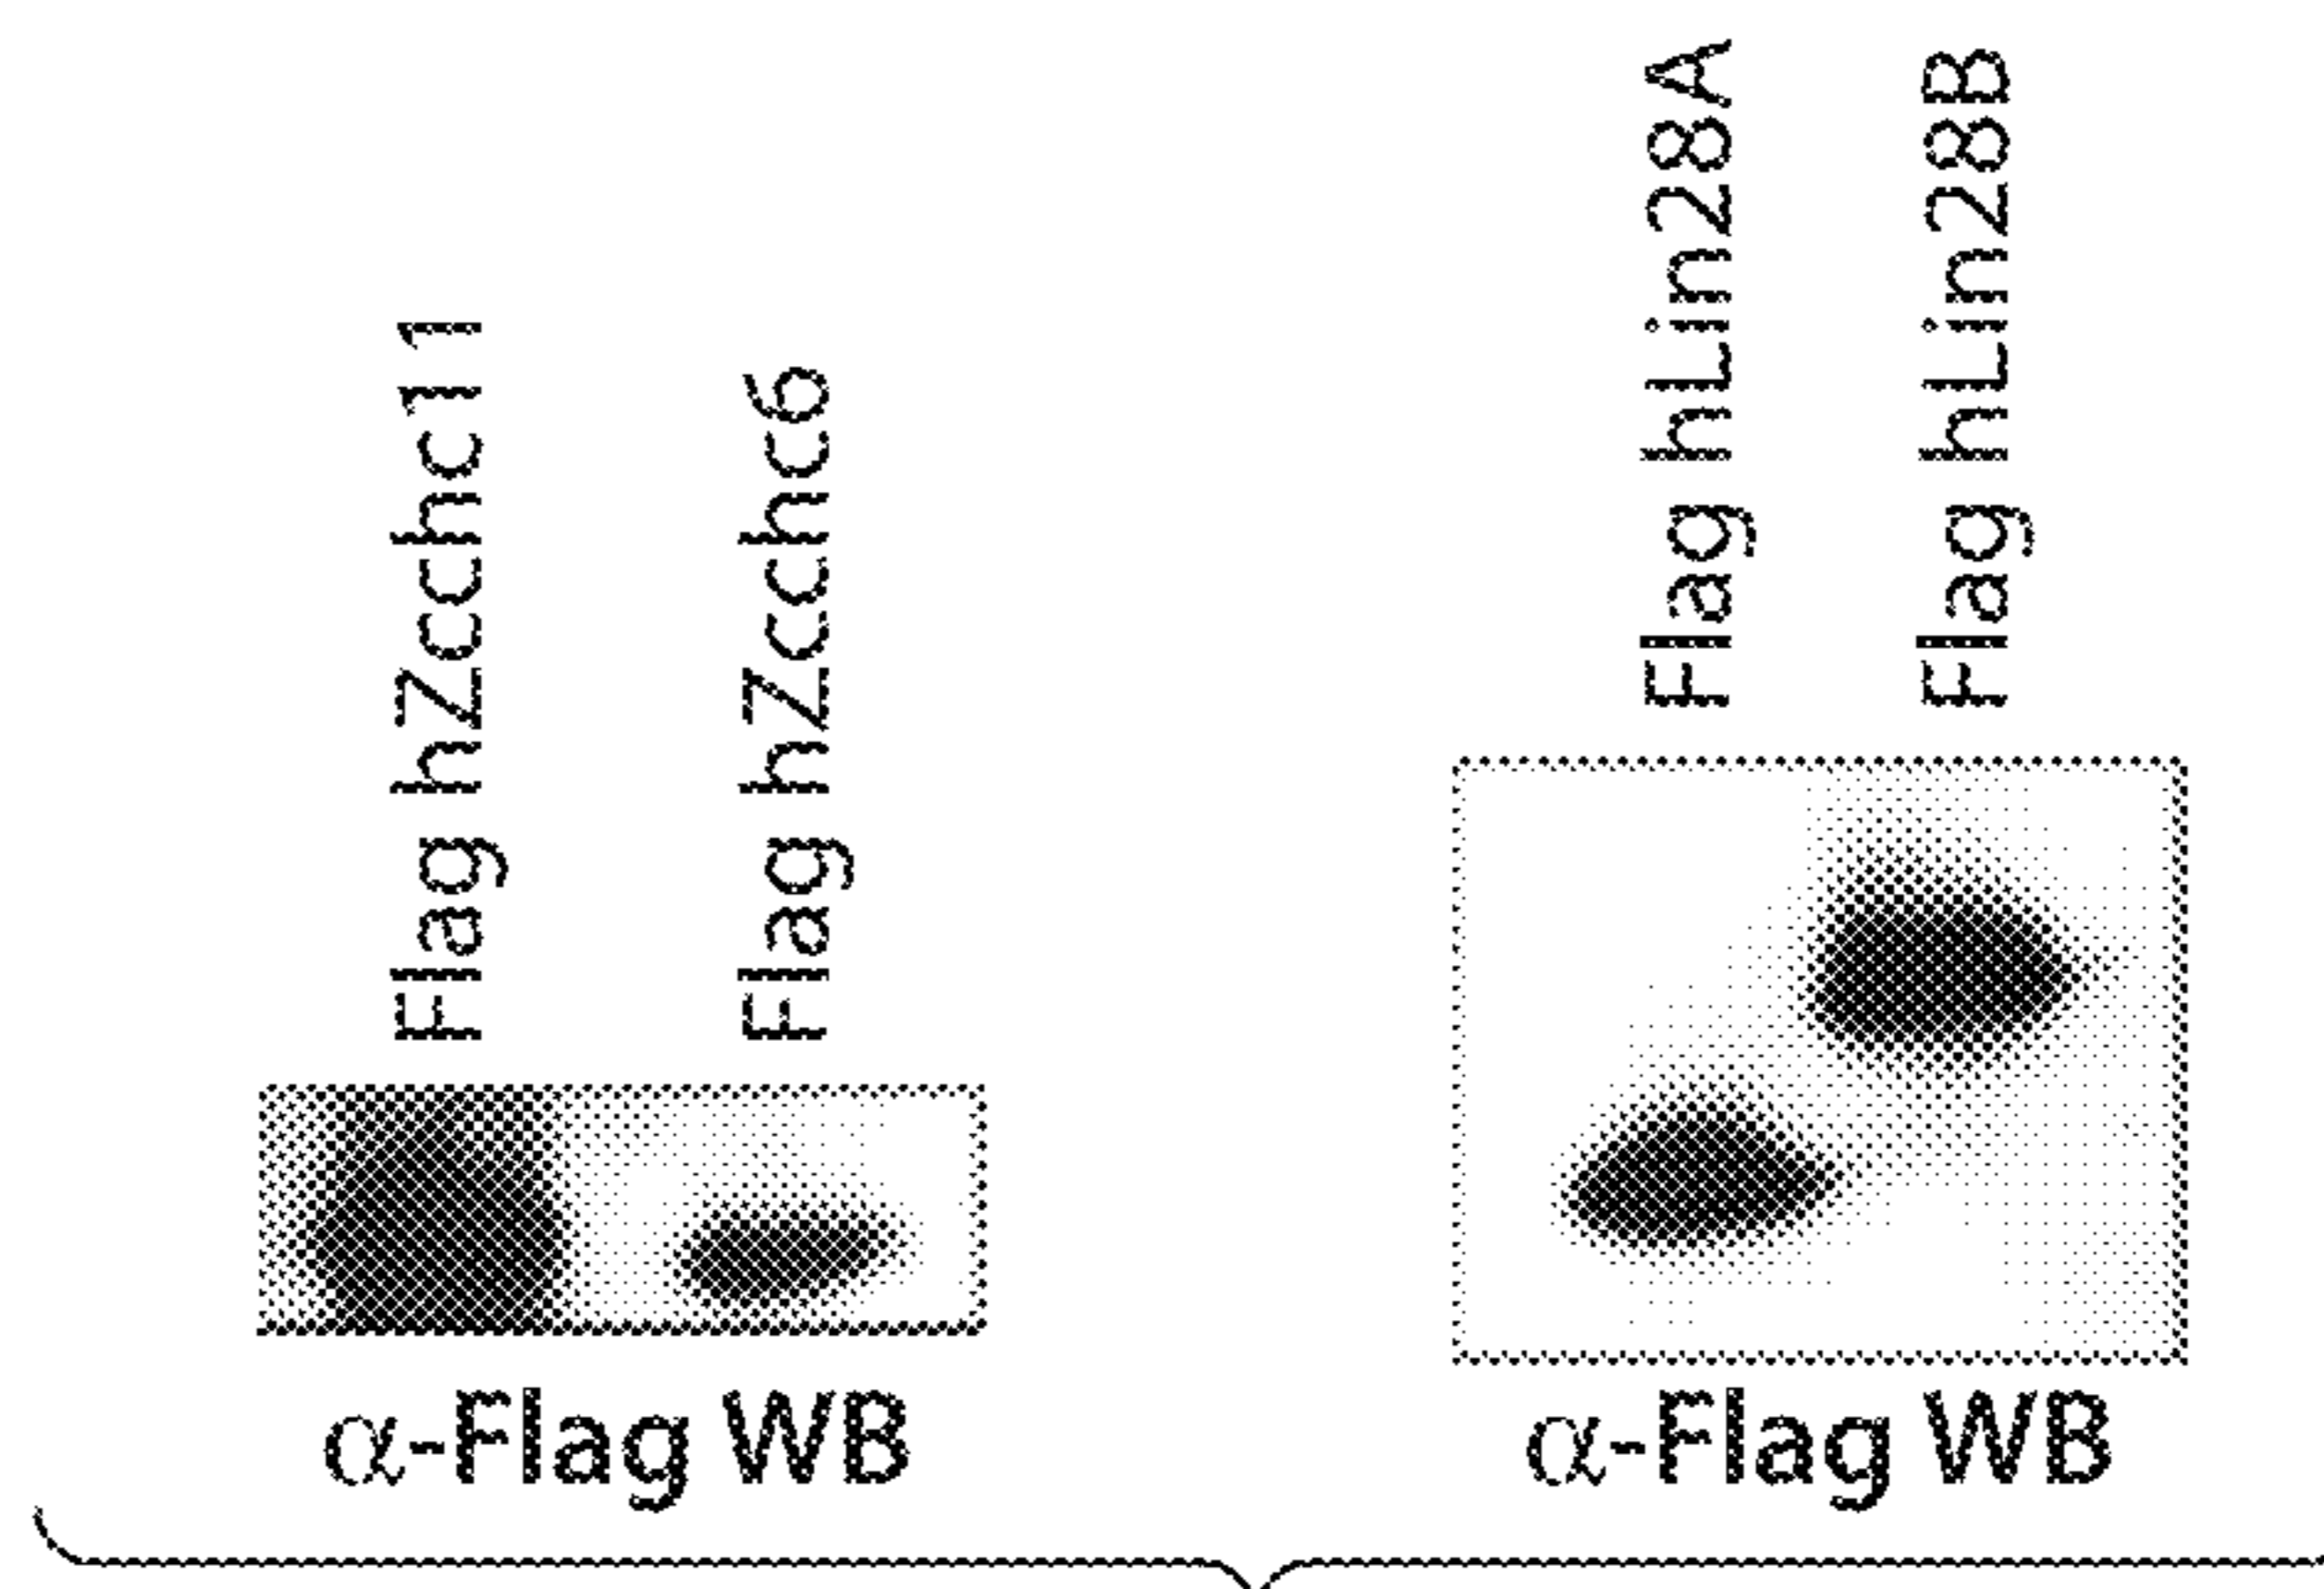 Flag hZcchc11
Flag hZcchc6
α-Flag WB
Flag hLin28A
Flag hLin28B
α-Flag WB